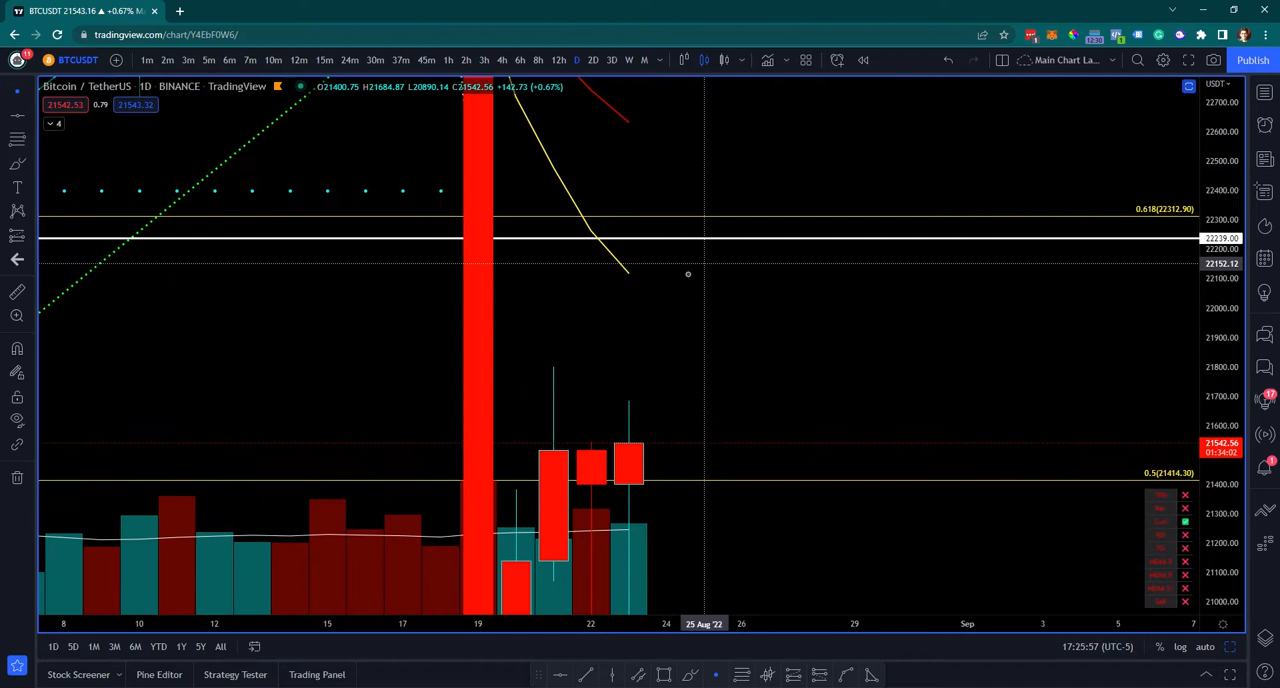 BTCUSDT 21543.16 ▲ +0.67% M
tradingview.com/chart/Y4EbF0W6/
1
12:30
1
11
BTCUSDT
1m 2m 3m 5m 6m 7m 10m 12m 15m 24m 30m 37m 45m 1h 2h 3h 4h 6h 8h 12h D 2D 3D W M
Main Chart La...
Publish
Bitcoin / TetherUS · 1D · BINANCE · TradingView
O21400.75 H21684.87 L20890.14 C21542.56 +142.73 (+0.67%)
USDT
21542.53 0.79 21543.32
4
22700.00
22600.00
22500.00
22400.00
0.618(22312.90)
22300.00
22239.00
22200.00
22152.12
22100.00
22000.00
21900.00
21800.00
21700.00
21600.00
21542.56
01:34:02
0.5(21414.30)
21400.00
21300.00
21200.00
21100.00
21000.00
17
1
8 10 12 15 17 19 22 24 25 Aug '22 26 29 Sep 3 5 7
1D 5D 1M 3M 6M YTD 1Y 5Y All
17:25:57 (UTC-5) % log auto
Stock Screener Pine Editor Strategy Tester Trading Panel